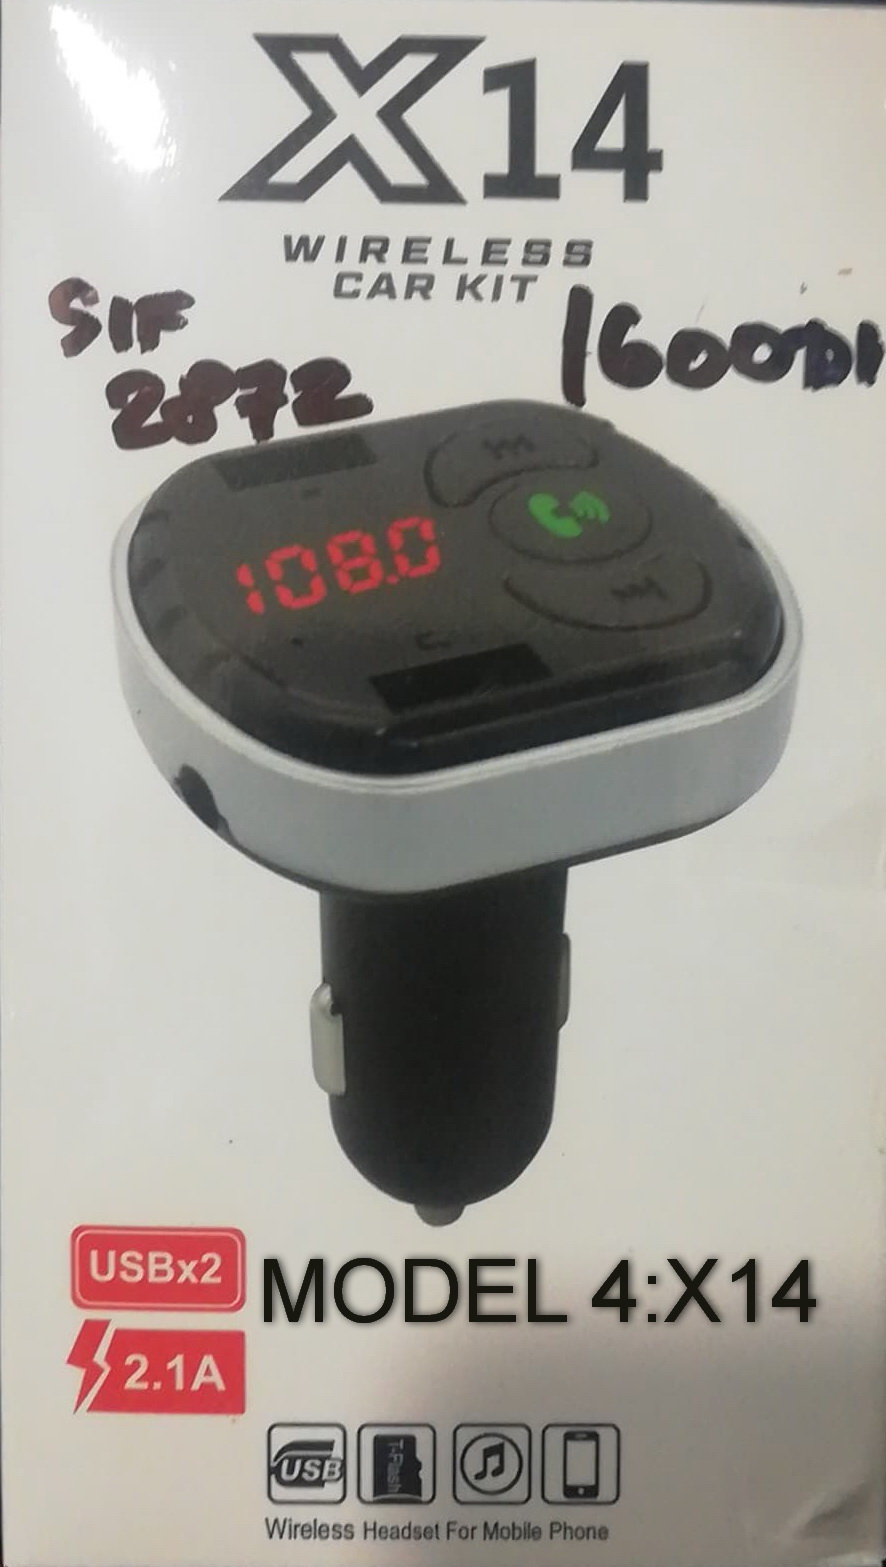 X14
WIRELESS
CAR KIT
SIF
2872
1600DA
108.0
USBx2
MODEL 4:X14
2.1A
USB
T-Flash
Wireless Headset For Mobile Phone